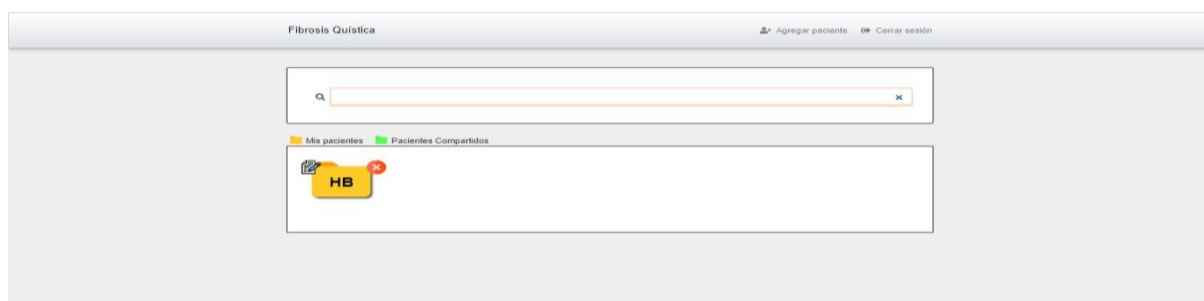 Fibrosis Quística
Agregar paciente Cerrar sesión
Mis pacientes Pacientes Compartidos
HB